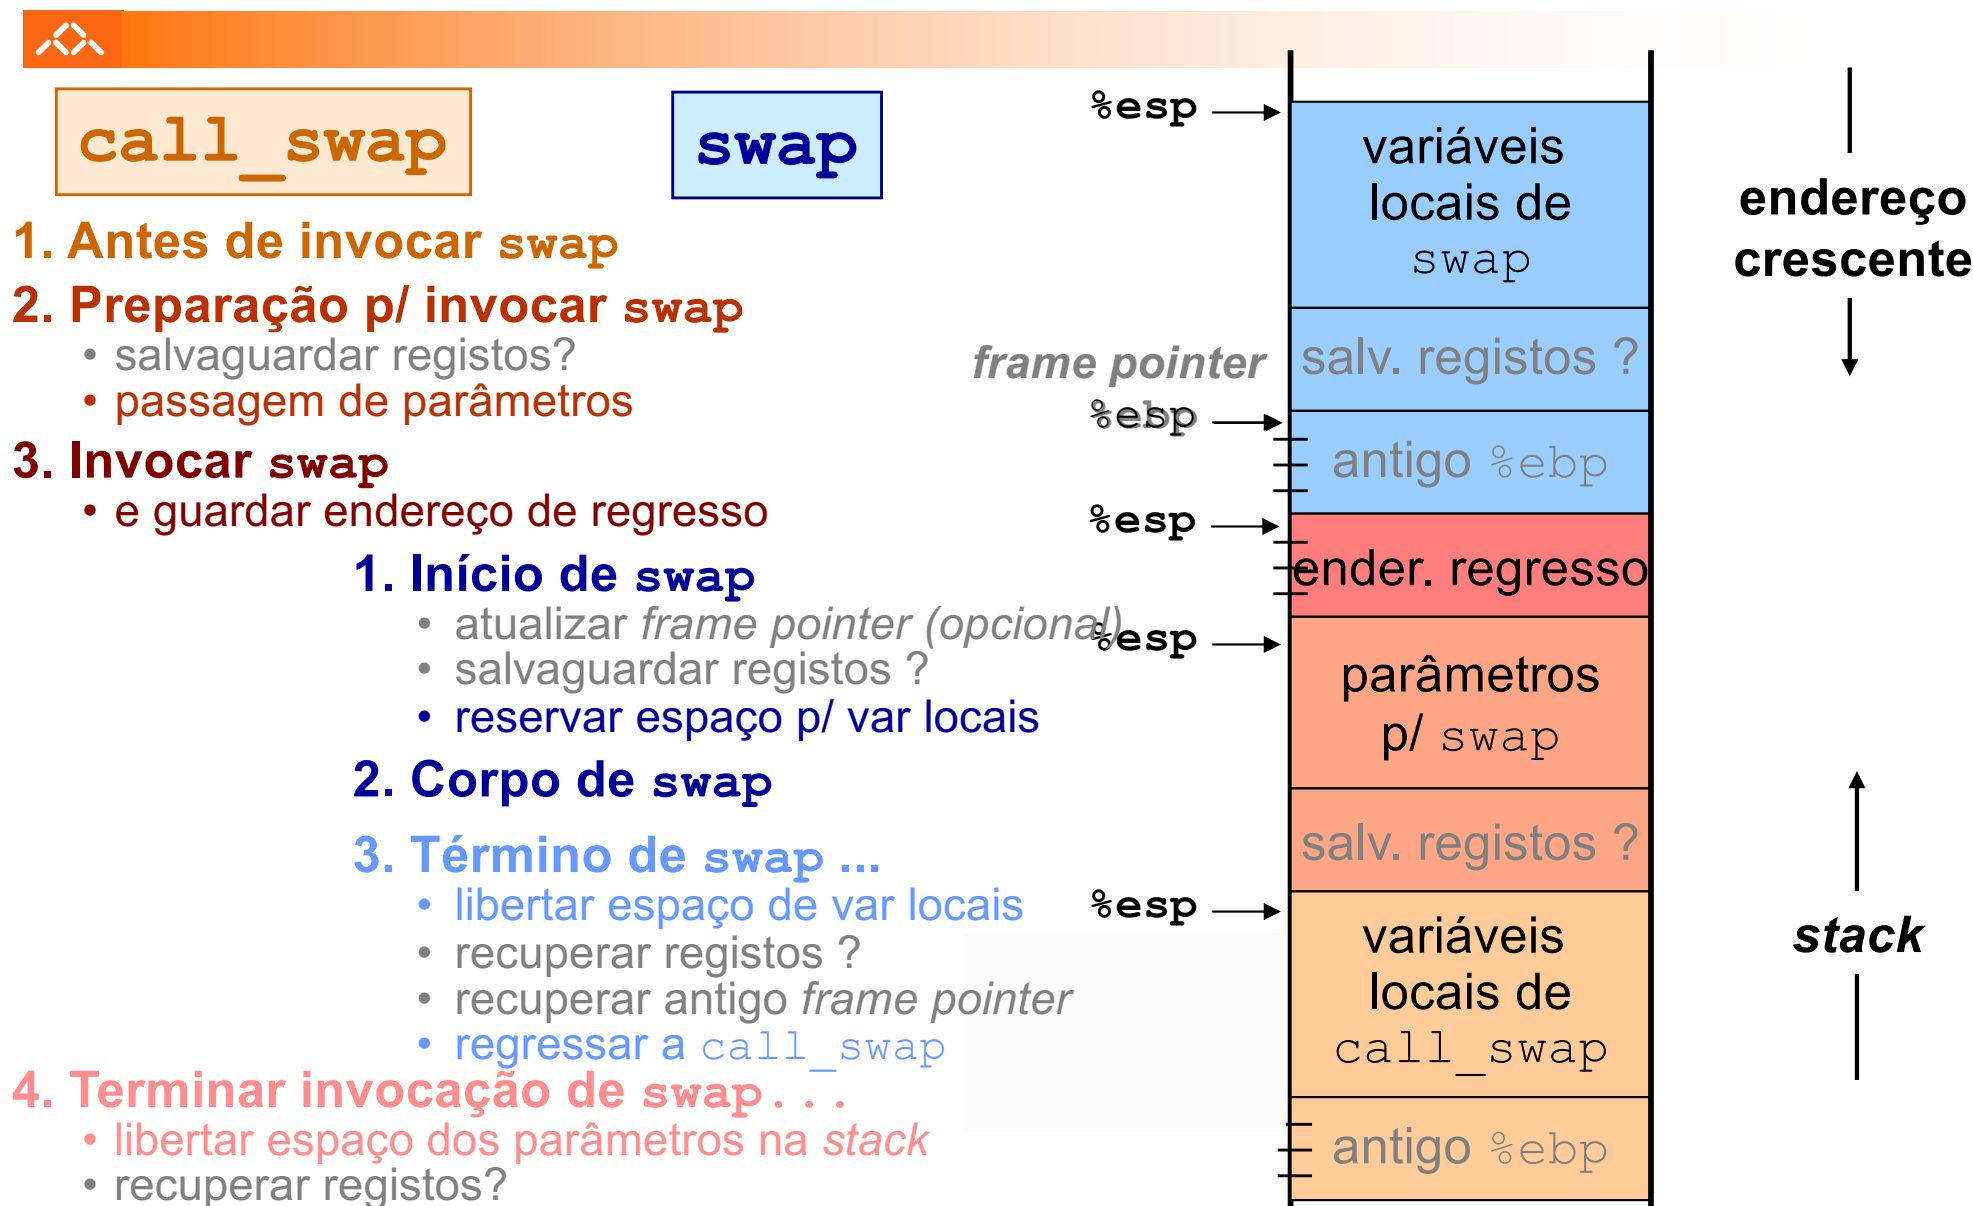 call_swap
swap
1. Antes de invocar swap
2. Preparação p/ invocar swap
• salvaguardar registos?
• passagem de parâmetros
3. Invocar swap
• e guardar endereço de regresso
1. Início de swap
• atualizar frame pointer (opcional)
• salvaguardar registos ?
• reservar espaço p/ var locais
2. Corpo de swap
3. Término de swap ...
• libertar espaço de var locais
• recuperar registos ?
• recuperar antigo frame pointer
• regressar a call_swap
4. Terminar invocação de swap...
• libertar espaço dos parâmetros na stack
• recuperar registos?
%esp
frame pointer
%ebp
%esp
%esp
%esp
%esp
variáveis
locais de
swap
salv. registos ?
antigo %ebp
ender. regresso
parâmetros
p/ swap
salv. registos ?
variáveis
locais de
call_swap
antigo %ebp
endereço
crescente
stack